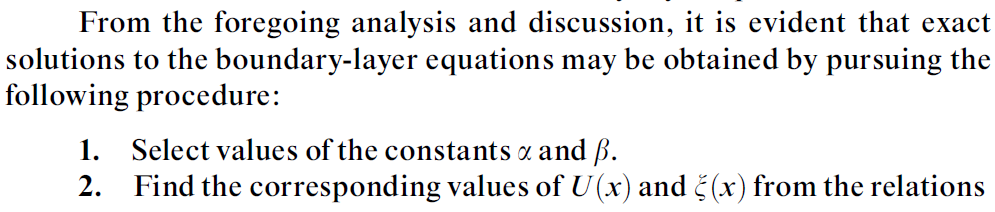 From the foregoing analysis and discussion, it is evident that exact
solutions to the boundary-layer equations may be obtained by pursuing the
following procedure:
1. Select values of the constants α and β.
2. Find the corresponding values of U(x) and ξ(x) from the relations